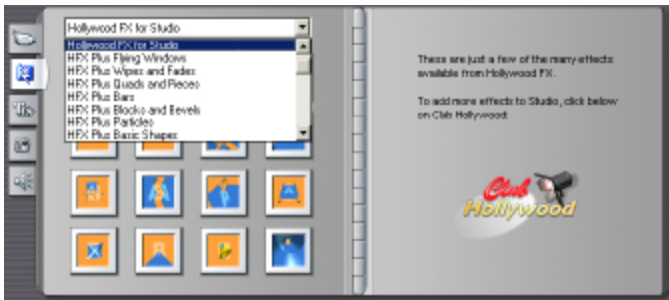 Hollywood FX for Studio
Hollywood FX for Studio
HFX Plus Flying Windows
HFX Plus Wipes and Fades
HFX Plus Quads and Pieces
HFX Plus Bars
HFX Plus Blocks and Bevels
HFX Plus Particles
HFX Plus Basic Shapes
These are just a few of the many effects
available from Hollywood FX.
To add more effects to Studio, click below
on Club Hollywood:
Club
Hollywood